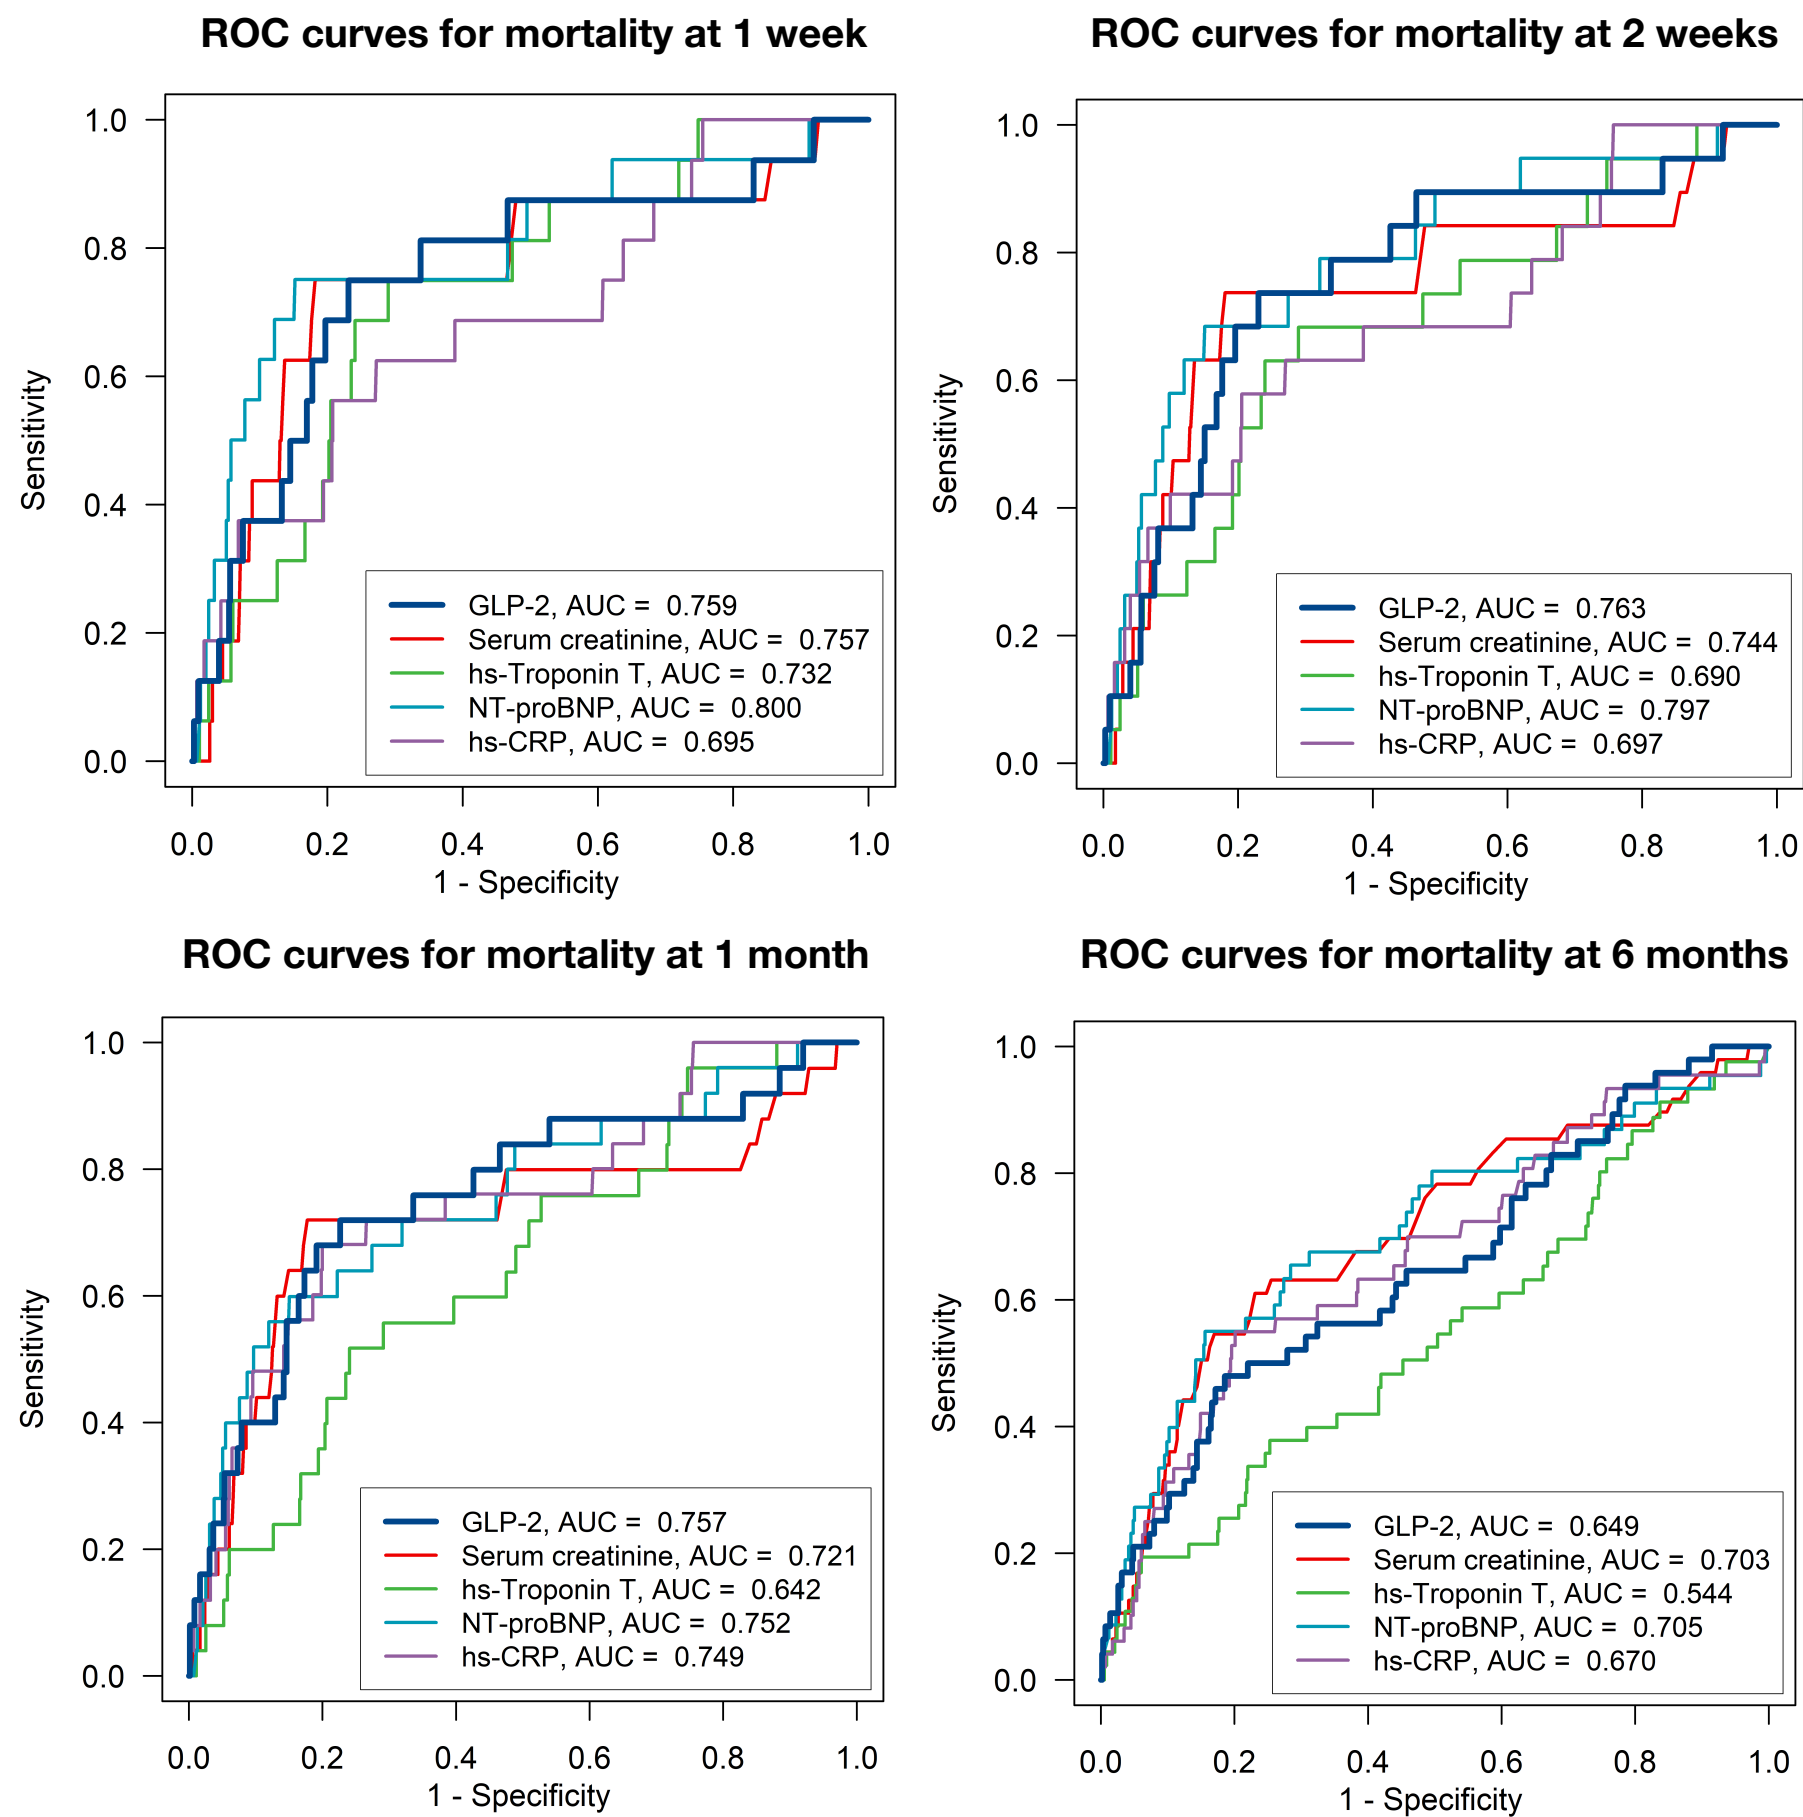 ROC curves for mortality at 1 week
Sensitivity
1.0
0.8
0.6
0.4
0.2
0.0
GLP-2, AUC = 0.759
Serum creatinine, AUC = 0.757
hs-Troponin T, AUC = 0.732
NT-proBNP, AUC = 0.800
hs-CRP, AUC = 0.695
0.0 0.2 0.4 0.6 0.8 1.0
1 - Specificity
ROC curves for mortality at 2 weeks
Sensitivity
1.0
0.8
0.6
0.4
0.2
0.0
GLP-2, AUC = 0.763
Serum creatinine, AUC = 0.744
hs-Troponin T, AUC = 0.690
NT-proBNP, AUC = 0.797
hs-CRP, AUC = 0.697
0.0 0.2 0.4 0.6 0.8 1.0
1 - Specificity
ROC curves for mortality at 1 month
Sensitivity
1.0
0.8
0.6
0.4
0.2
0.0
GLP-2, AUC = 0.757
Serum creatinine, AUC = 0.721
hs-Troponin T, AUC = 0.642
NT-proBNP, AUC = 0.752
hs-CRP, AUC = 0.749
0.0 0.2 0.4 0.6 0.8 1.0
1 - Specificity
ROC curves for mortality at 6 months
Sensitivity
1.0
0.8
0.6
0.4
0.2
0.0
GLP-2, AUC = 0.649
Serum creatinine, AUC = 0.703
hs-Troponin T, AUC = 0.544
NT-proBNP, AUC = 0.705
hs-CRP, AUC = 0.670
0.0 0.2 0.4 0.6 0.8 1.0
1 - Specificity